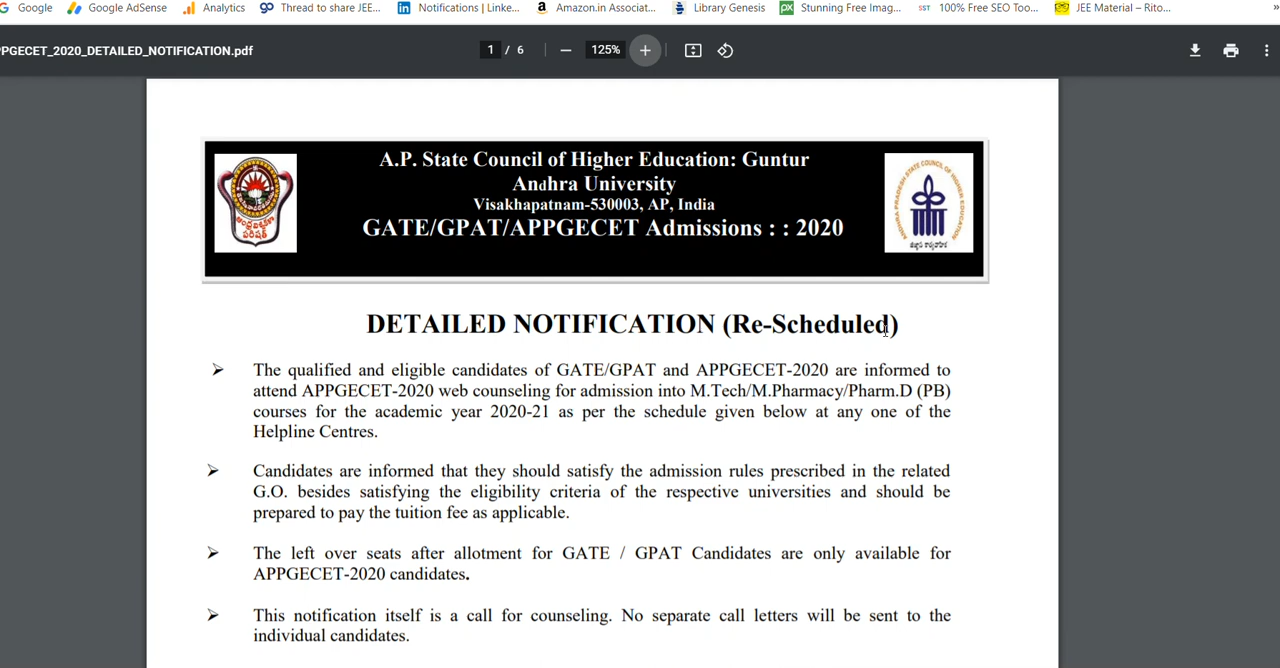 Google Google AdSense Analytics Thread to share JEE... Notifications | Linke... Amazon.in Associat... Library Genesis Stunning Free Imag... 100% Free SEO Too... JEE Material – Rito... »
PPGECET_2020_DETAILED_NOTIFICATION.pdf 1 / 6 — 125% +
A.P. State Council of Higher Education: Guntur
Andhra University
Visakhapatnam-530003, AP, India
GATE/GPAT/APPGECET Admissions : : 2020
DETAILED NOTIFICATION (Re-Scheduled)
➢ The qualified and eligible candidates of GATE/GPAT and APPGECET-2020 are informed to
attend APPGECET-2020 web counseling for admission into M.Tech/M.Pharmacy/Pharm.D (PB)
courses for the academic year 2020-21 as per the schedule given below at any one of the
Helpline Centres.
➢ Candidates are informed that they should satisfy the admission rules prescribed in the related
G.O. besides satisfying the eligibility criteria of the respective universities and should be
prepared to pay the tuition fee as applicable.
➢ The left over seats after allotment for GATE / GPAT Candidates are only available for
APPGECET-2020 candidates.
➢ This notification itself is a call for counseling. No separate call letters will be sent to the
individual candidates.